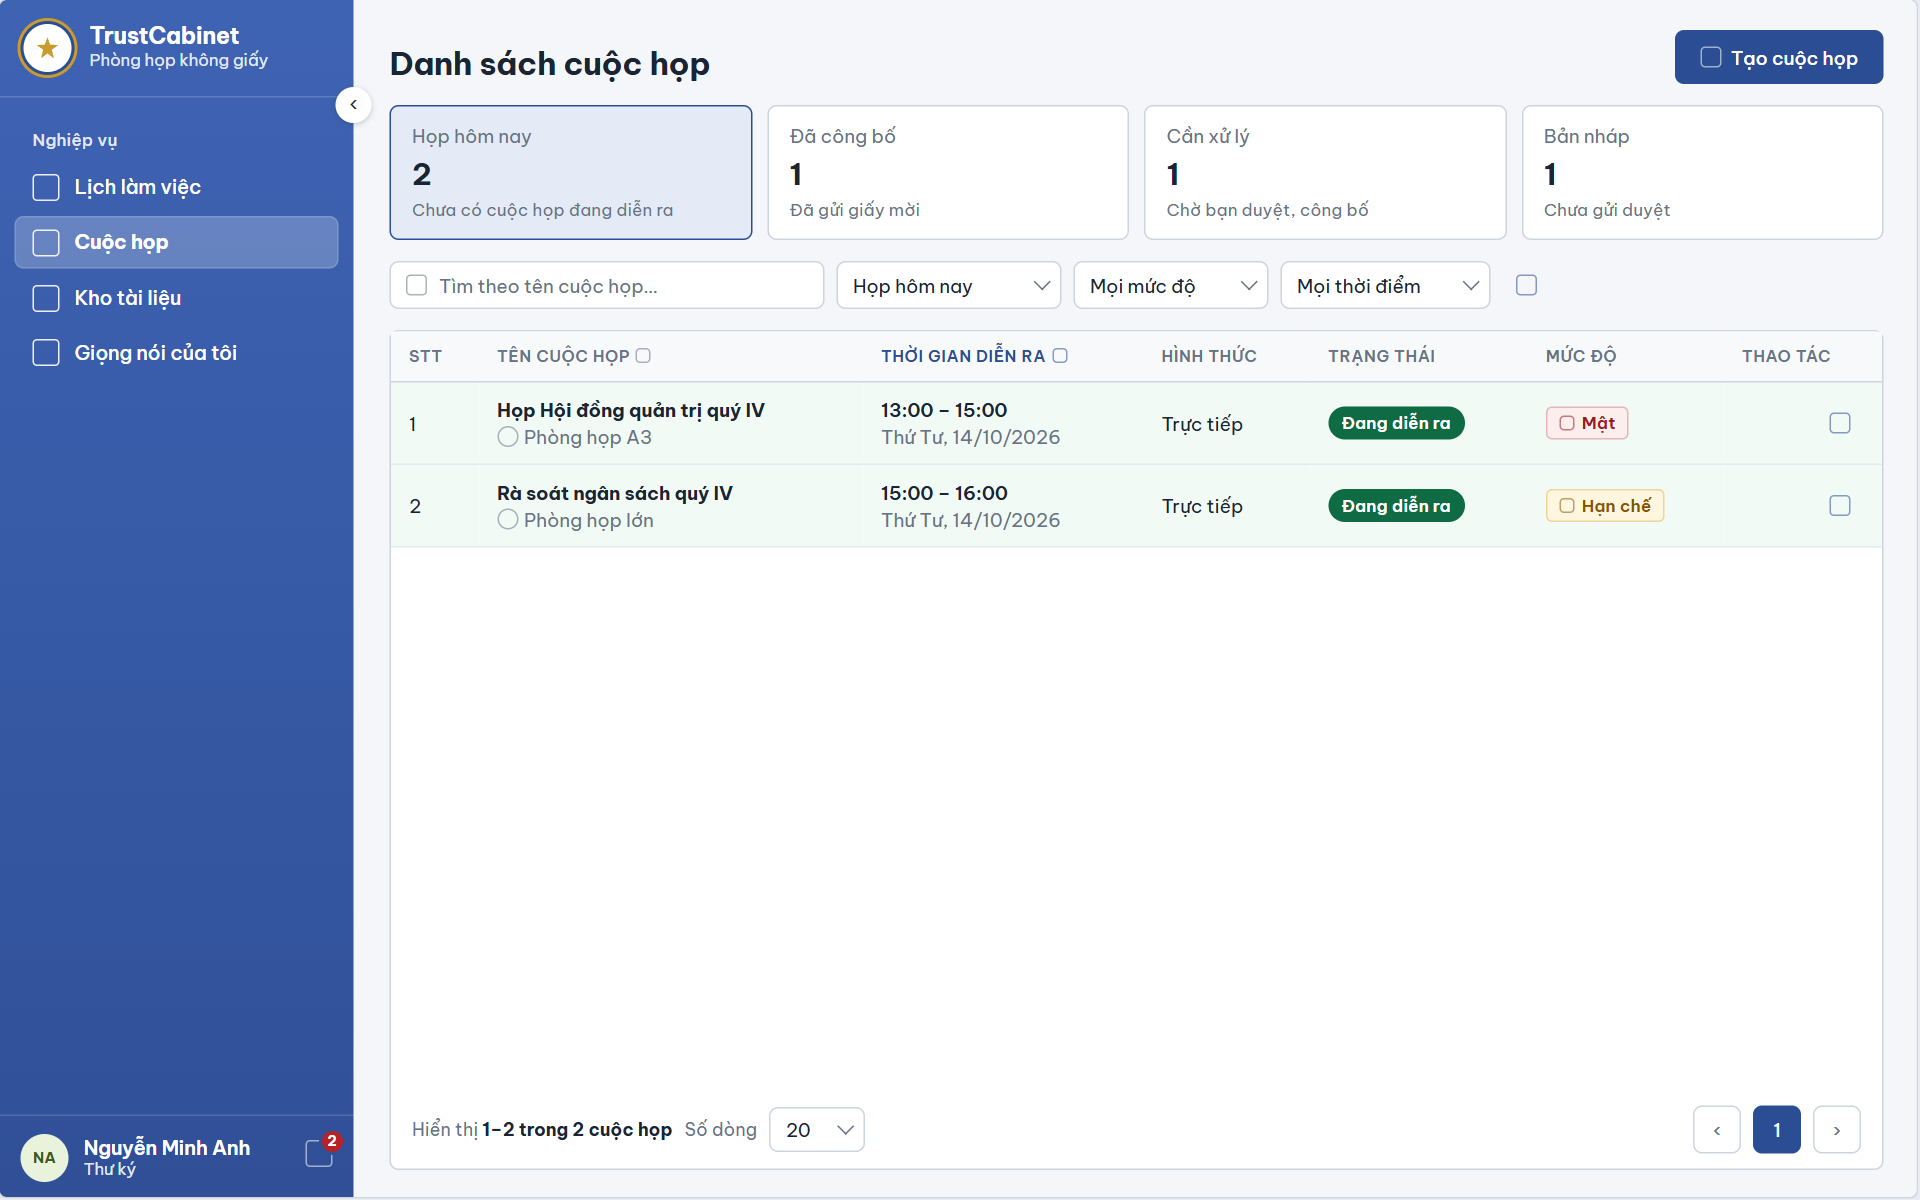 TrustCabinet
Phòng họp không giấy
Nghiệp vụ
Lịch làm việc
Cuộc họp
Kho tài liệu
Giọng nói của tôi
NA
Nguyễn Minh Anh
Thư ký
2
Danh sách cuộc họp
Tạo cuộc họp
Họp hôm nay
2
Chưa có cuộc họp đang diễn ra
Đã công bố
1
Đã gửi giấy mời
Cần xử lý
1
Chờ bạn duyệt, công bố
Bản nháp
1
Chưa gửi duyệt
Tìm theo tên cuộc họp...
Họp hôm nay
Mọi mức độ
Mọi thời điểm
STT TÊN CUỘC HỌP THỜI GIAN DIỄN RA HÌNH THỨC TRẠNG THÁI MỨC ĐỘ THAO TÁC
1 Họp Hội đồng quản trị quý IV 13:00 – 15:00 Trực tiếp Đang diễn ra Mật
Phòng họp A3 Thứ Tư, 14/10/2026
2 Rà soát ngân sách quý IV 15:00 – 16:00 Trực tiếp Đang diễn ra Hạn chế
Phòng họp lớn Thứ Tư, 14/10/2026
Hiển thị 1–2 trong 2 cuộc họp Số dòng 20
‹ 1 ›